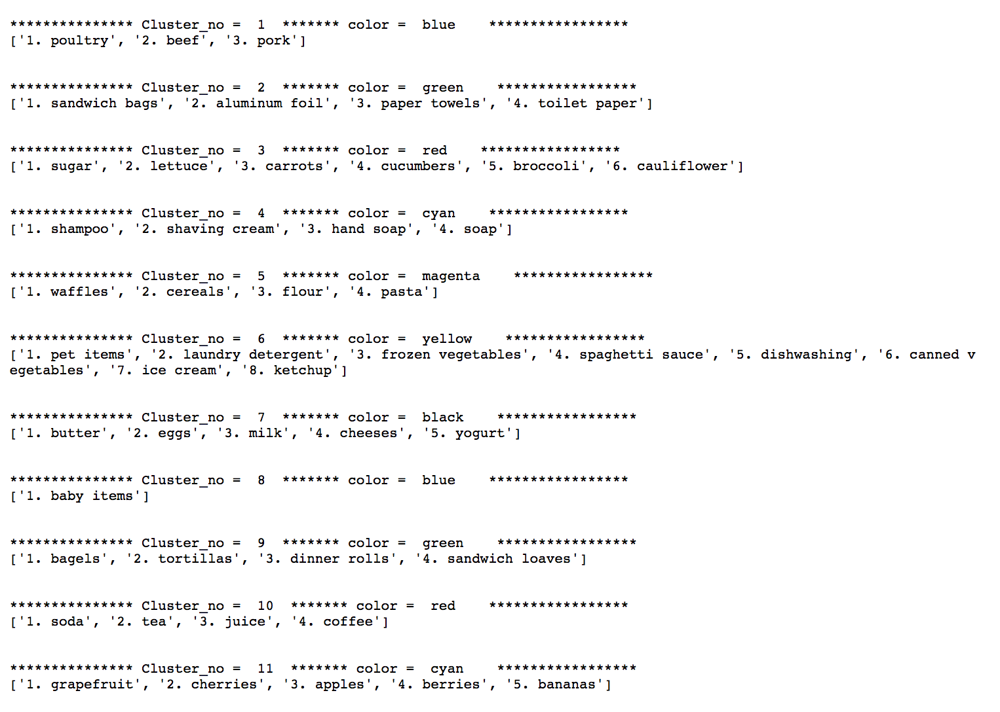 *************** Cluster_no =  1  ******* color =  blue    *****************
['1. poultry', '2. beef', '3. pork']
*************** Cluster_no =  2  ******* color =  green    *****************
['1. sandwich bags', '2. aluminum foil', '3. paper towels', '4. toilet paper']
*************** Cluster_no =  3  ******* color =  red    *****************
['1. sugar', '2. lettuce', '3. carrots', '4. cucumbers', '5. broccoli', '6. cauliflower']
*************** Cluster_no =  4  ******* color =  cyan    *****************
['1. shampoo', '2. shaving cream', '3. hand soap', '4. soap']
*************** Cluster_no =  5  ******* color =  magenta    *****************
['1. waffles', '2. cereals', '3. flour', '4. pasta']
*************** Cluster_no =  6  ******* color =  yellow    *****************
['1. pet items', '2. laundry detergent', '3. frozen vegetables', '4. spaghetti sauce', '5. dishwashing', '6. canned v
egetables', '7. ice cream', '8. ketchup']
*************** Cluster_no =  7  ******* color =  black    *****************
['1. butter', '2. eggs', '3. milk', '4. cheeses', '5. yogurt']
*************** Cluster_no =  8  ******* color =  blue    *****************
['1. baby items']
*************** Cluster_no =  9  ******* color =  green    *****************
['1. bagels', '2. tortillas', '3. dinner rolls', '4. sandwich loaves']
*************** Cluster_no =  10  ******* color =  red    *****************
['1. soda', '2. tea', '3. juice', '4. coffee']
*************** Cluster_no =  11  ******* color =  cyan    *****************
['1. grapefruit', '2. cherries', '3. apples', '4. berries', '5. bananas']